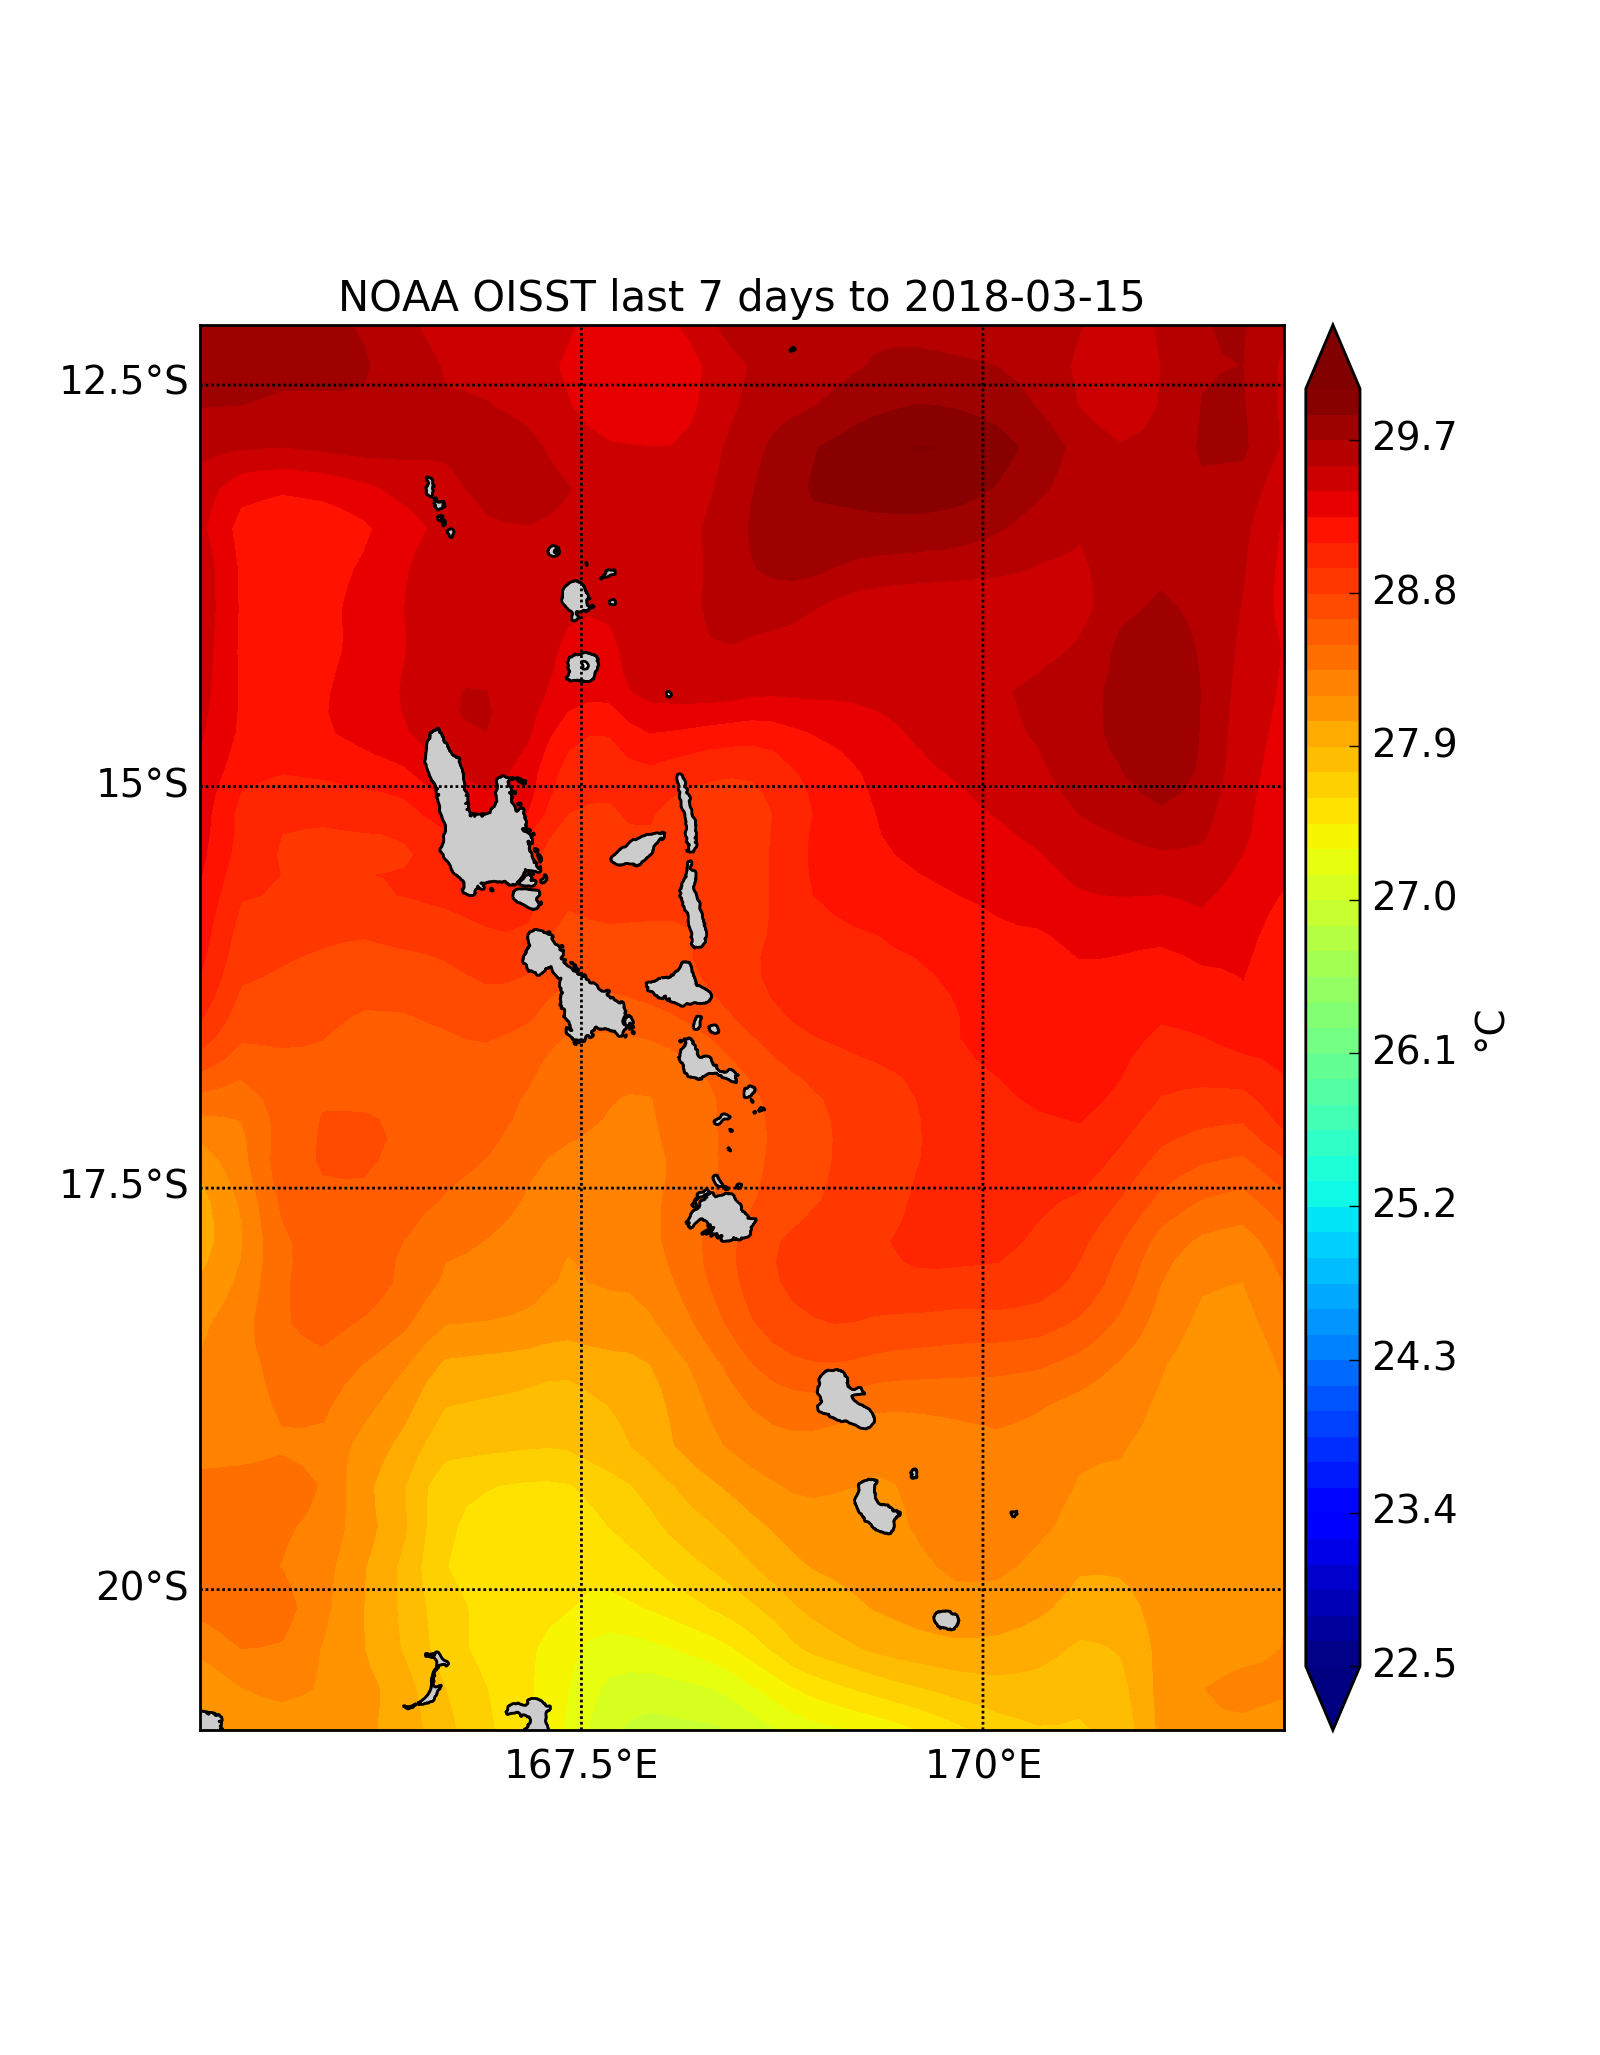 NOAA OISST last 7 days to 2018-03-15
12.5°S
15°S
17.5°S
20°S
167.5°E
170°E
29.7
28.8
27.9
27.0
26.1
25.2
24.3
23.4
22.5
°C